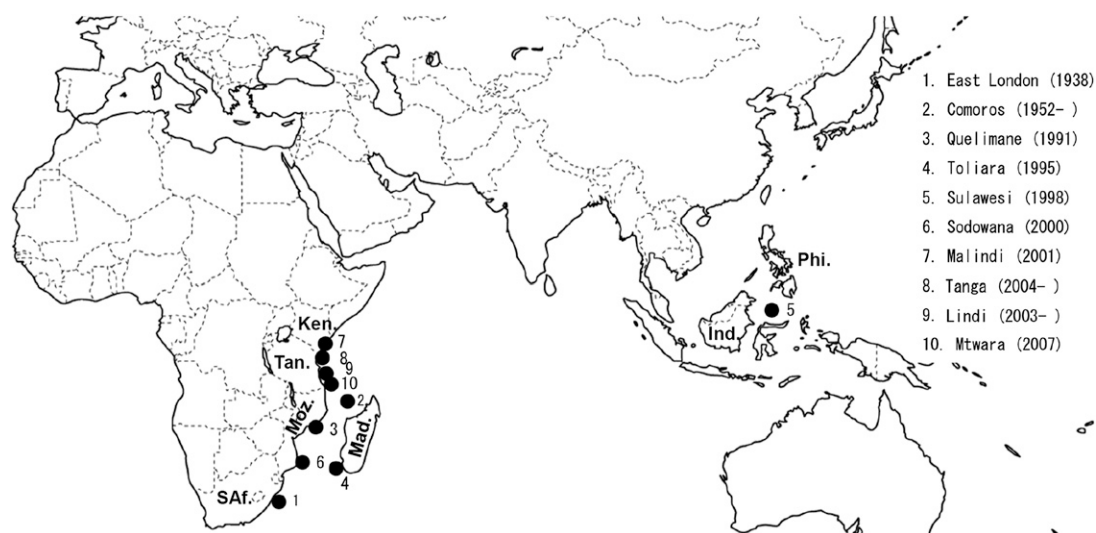 1. East London (1938)
2. Comoros (1952- )
3. Quelimane (1991)
4. Toliara (1995)
5. Sulawesi (1998)
6. Sodowana (2000)
7. Malindi (2001)
8. Tanga (2004- )
9. Lindi (2003- )
10. Mtwara (2007)
Phi.
5
Ind.
Ken.
7
Tan.
8
9
10
2
Moz.
3
Mad.
6
4
SAf.
1